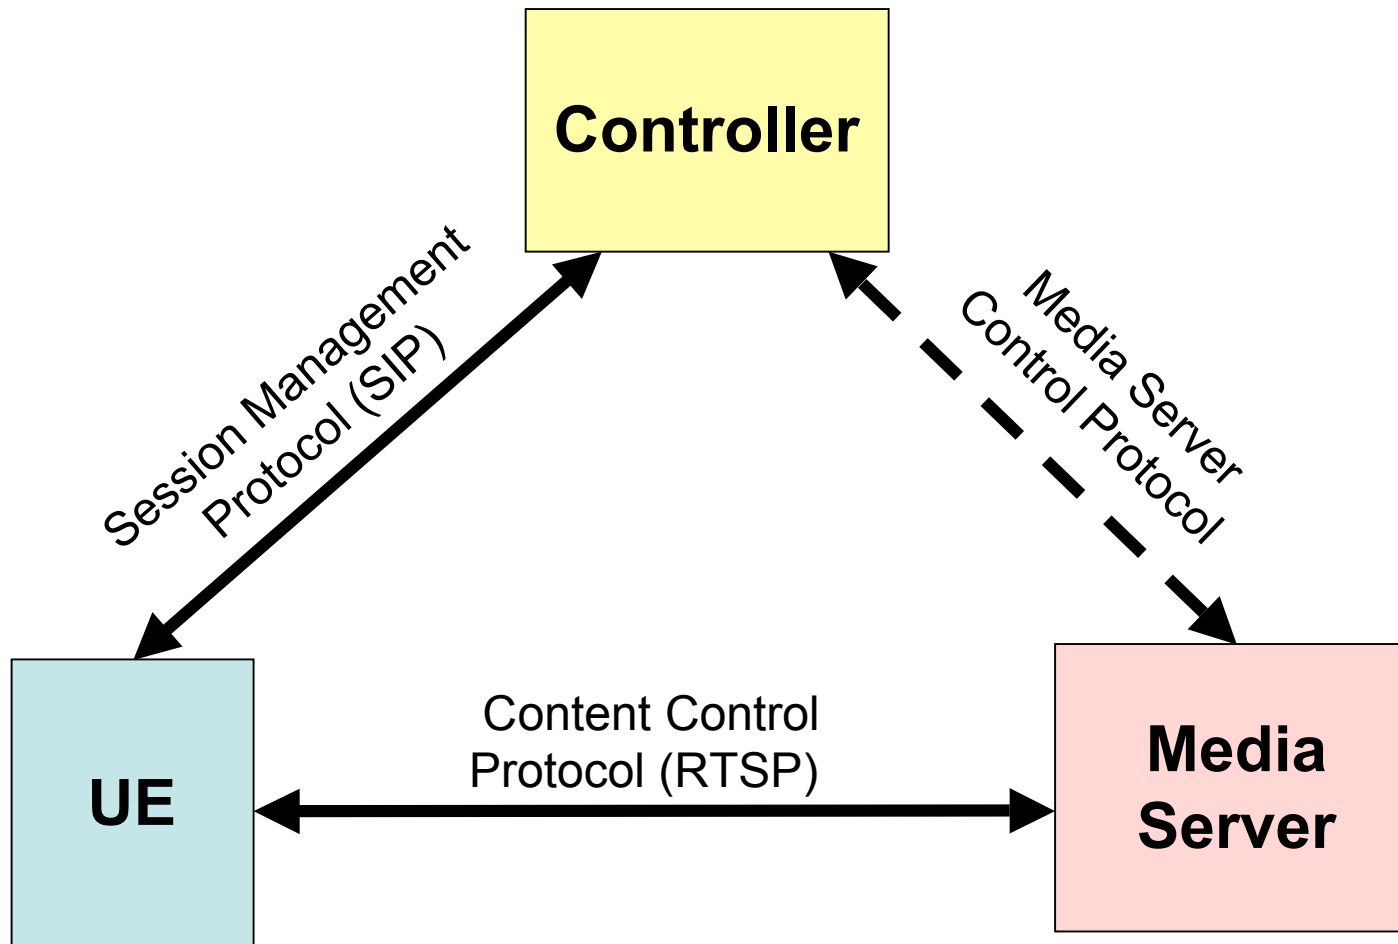 Controller
Session Management
Protocol (SIP)
Media Server
Control Protocol
Content Control
Protocol (RTSP)
UE
Media
Server